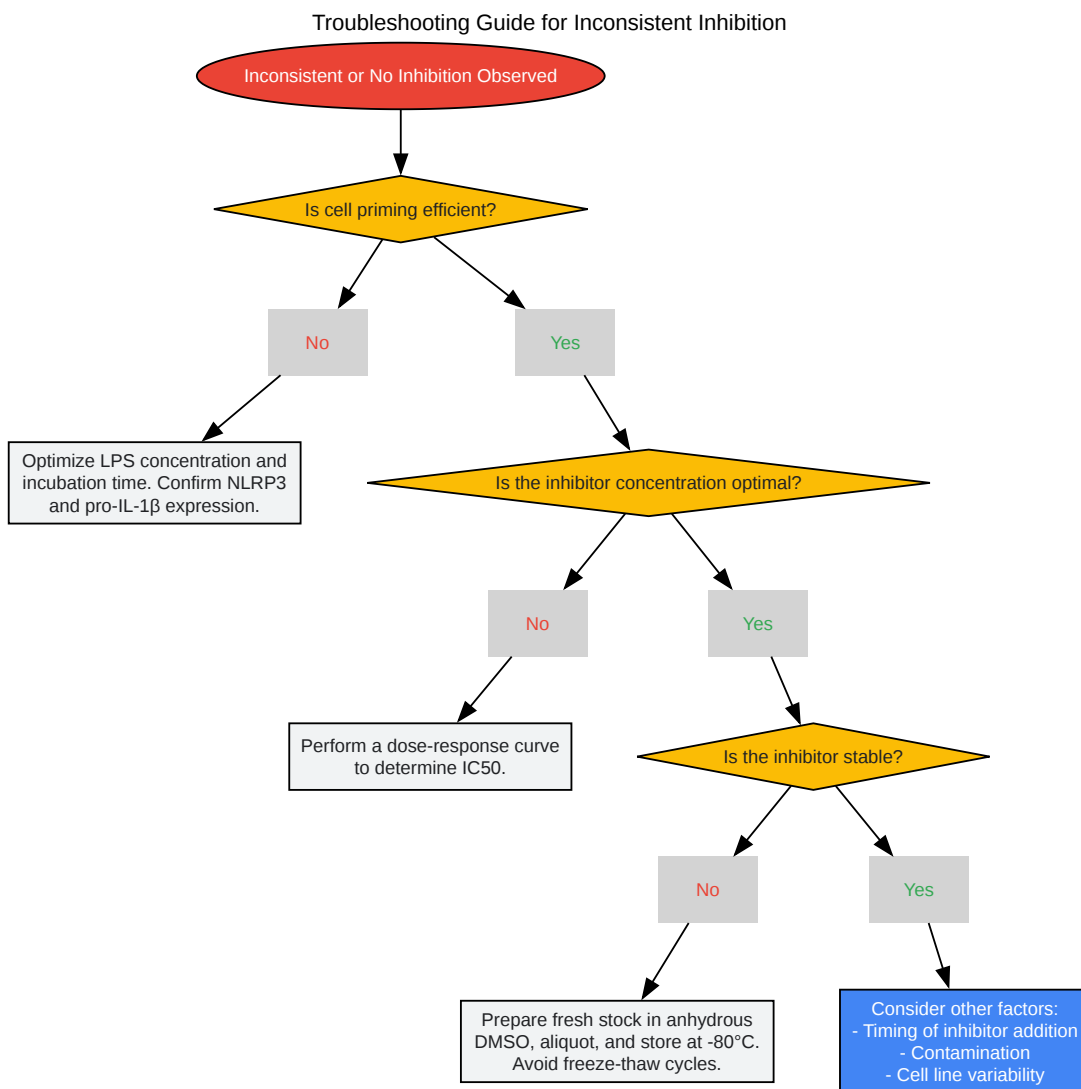 Troubleshooting Guide for Inconsistent Inhibition
Inconsistent or No Inhibition Observed
Is cell priming efficient?
No
Yes
Optimize LPS concentration and
incubation time. Confirm NLRP3
and pro-IL-1β expression.
Is the inhibitor concentration optimal?
No
Yes
Perform a dose-response curve
to determine IC50.
Is the inhibitor stable?
No
Yes
Prepare fresh stock in anhydrous
DMSO, aliquot, and store at -80°C.
Avoid freeze-thaw cycles.
Consider other factors:
- Timing of inhibitor addition
- Contamination
- Cell line variability